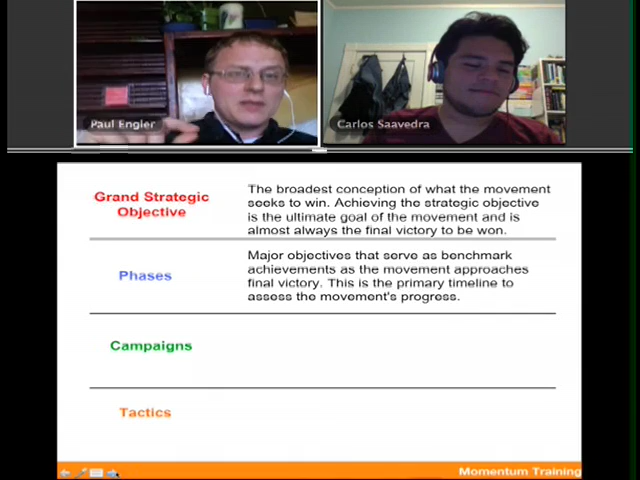 Paul Engler
Carlos Saavedra
Grand Strategic
Objective
The broadest conception of what the movement
seeks to win. Achieving the strategic objective
is the ultimate goal of the movement and is
almost always the final victory to be won.
Phases
Major objectives that serve as benchmark
achievements as the movement approaches
final victory. This is the primary timeline to
assess the movement's progress.
Campaigns
Tactics
Momentum Training